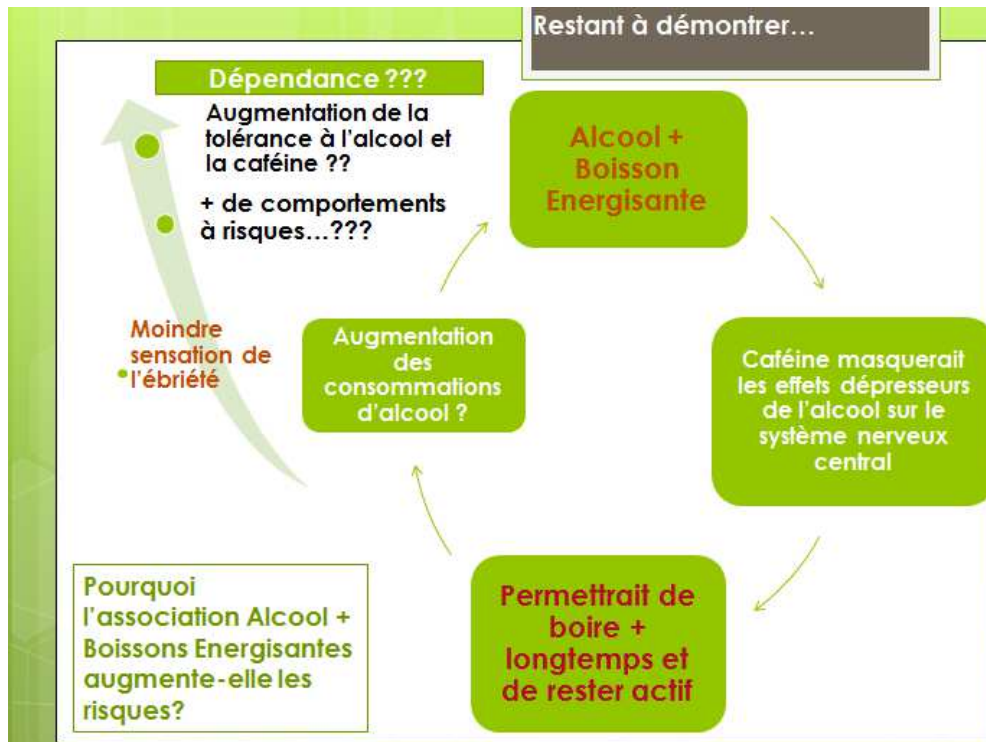 Restant à démontrer…
Dépendance ???
Augmentation de la
tolérance à l'alcool et
la caféine ??
+ de comportements
à risques…???
Moindre
sensation de
l'ébriété
Alcool +
Boisson
Energisante
Caféine masquerait
les effets dépresseurs
de l'alcool sur le
système nerveux
central
Permettrait de
boire +
longtemps et
de rester actif
Augmentation
des
consommations
d'alcool ?
Pourquoi
l'association Alcool +
Boissons Energisantes
augmente-elle les
risques?